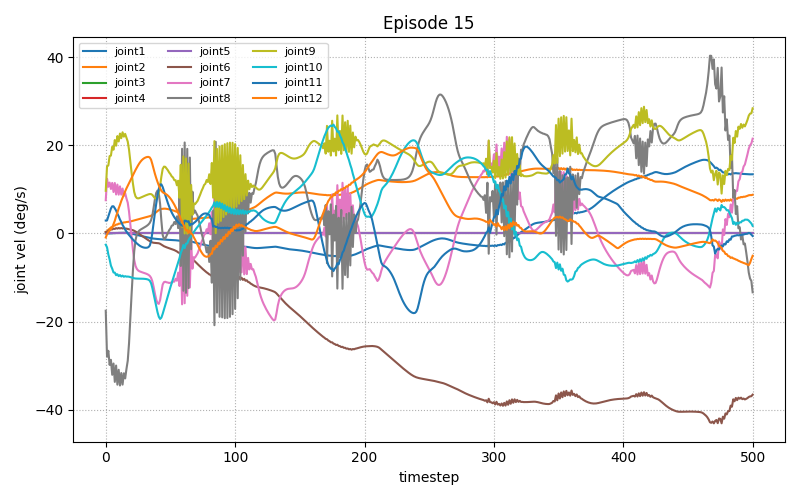 Episode 15
joint1 joint5 joint9
joint2 joint6 joint10
joint3 joint7 joint11
joint4 joint8 joint12
40
20
0
−20
−40
joint vel (deg/s)
0 100 200 300 400 500
timestep